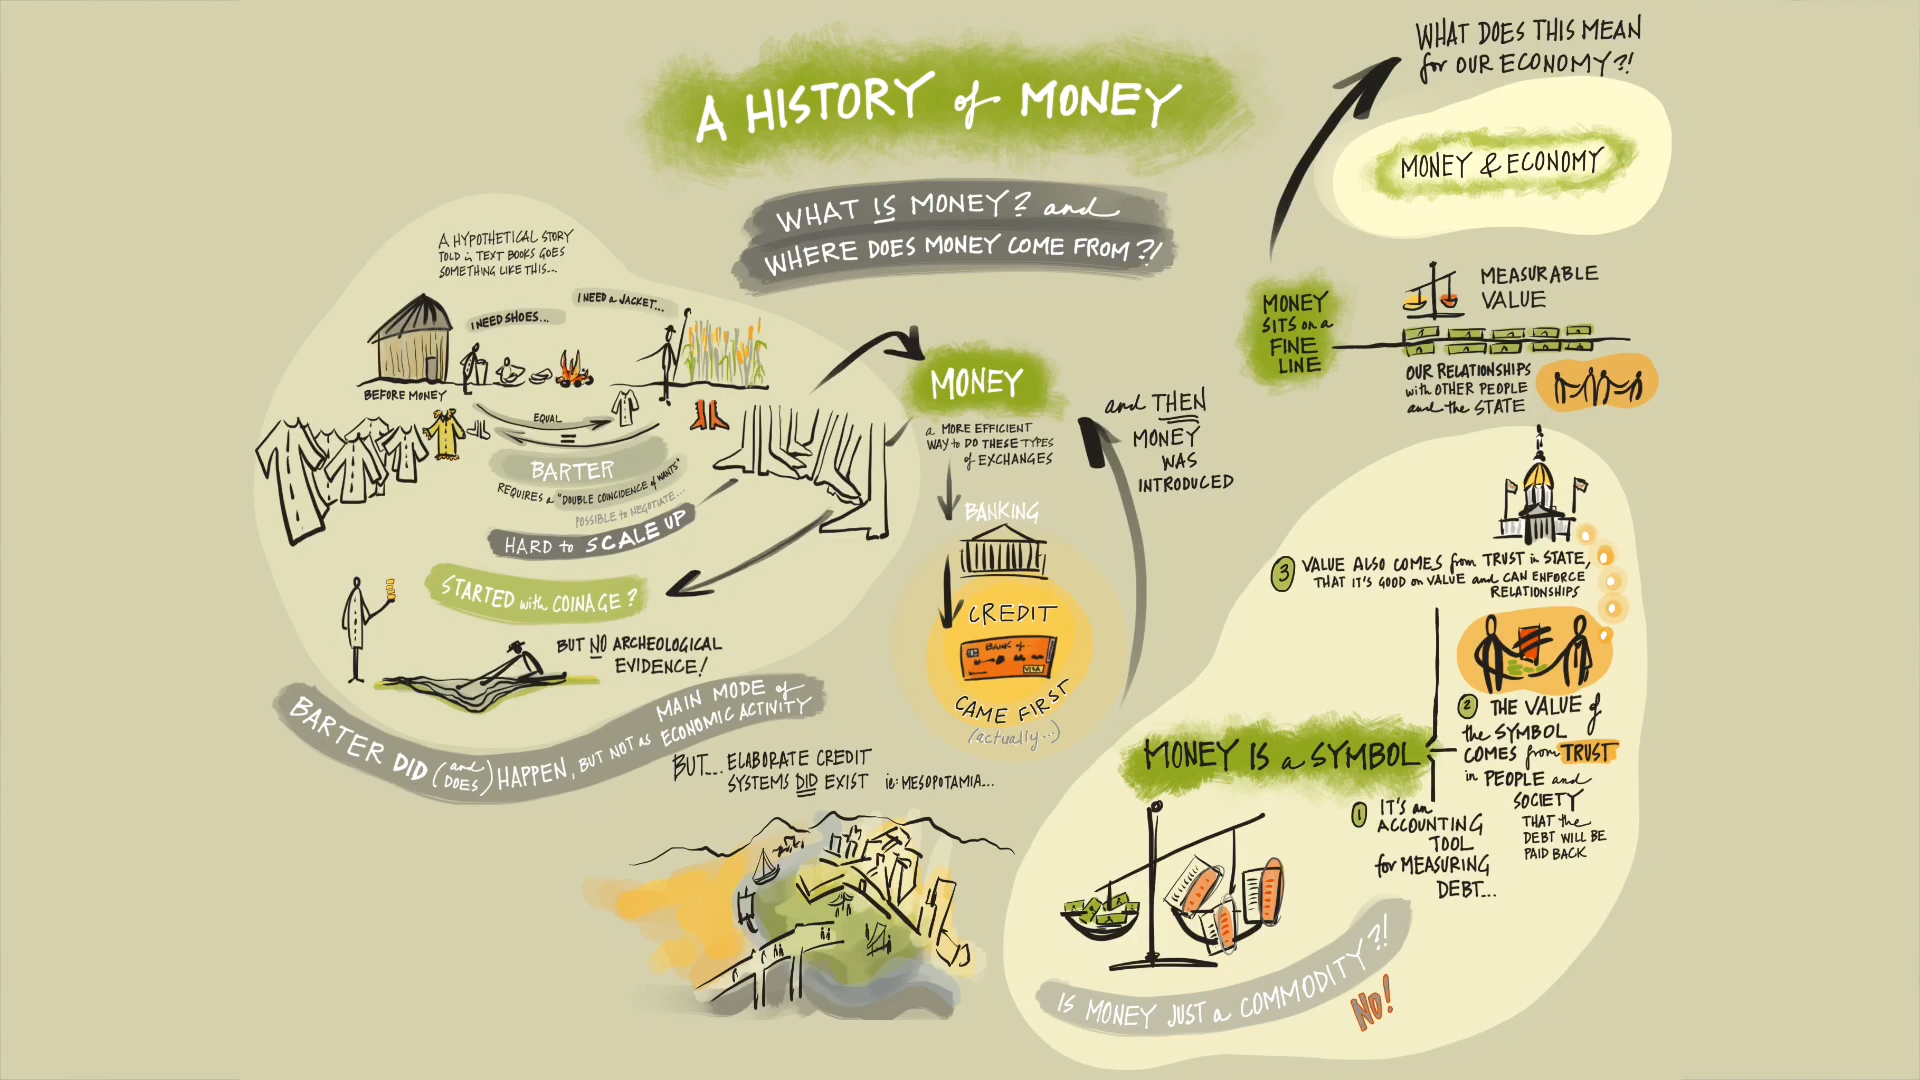 A HISTORY of MONEY
WHAT IS MONEY? and
WHERE DOES MONEY COME FROM?!
A HYPOTHETICAL STORY
TOLD in TEXT BOOKS GOES
SOMETHING LIKE THIS...
I NEED SHOES...
I NEED a JACKET...
BEFORE MONEY
EQUAL
=
BARTER
REQUIRES a "DOUBLE COINCIDENCE of WANTS"
POSSIBLE to NEGOTIATE...
HARD to SCALE UP
STARTED with COINAGE?
BUT NO ARCHEOLOGICAL
EVIDENCE!
BARTER DID (and DOES) HAPPEN, BUT NOT as
MAIN MODE of
ECONOMIC ACTIVITY
BUT... ELABORATE CREDIT
SYSTEMS DID EXIST ie: MESOPOTAMIA...
MONEY
a MORE EFFICIENT
WAY to DO THESE TYPES
of EXCHANGES
BANKING
CREDIT
BANK of...
VISA
CAME FIRST
(actually...)
and THEN
MONEY
WAS
INTRODUCED
MONEY IS a SYMBOL
1 IT'S an
ACCOUNTING
TOOL
for MEASURING
DEBT...
2 THE VALUE of
the SYMBOL
COMES from TRUST
in PEOPLE and
SOCIETY
THAT the
DEBT WILL BE
PAID BACK
3 VALUE ALSO COMES from TRUST in STATE,
THAT IT'S GOOD on VALUE and CAN ENFORCE
RELATIONSHIPS
IS MONEY JUST a COMMODITY?!
NO!
MONEY
SITS on a
FINE
LINE
MEASURABLE
VALUE
OUR RELATIONSHIPS
with OTHER PEOPLE
and the STATE
WHAT DOES THIS MEAN
for OUR ECONOMY?!
MONEY & ECONOMY